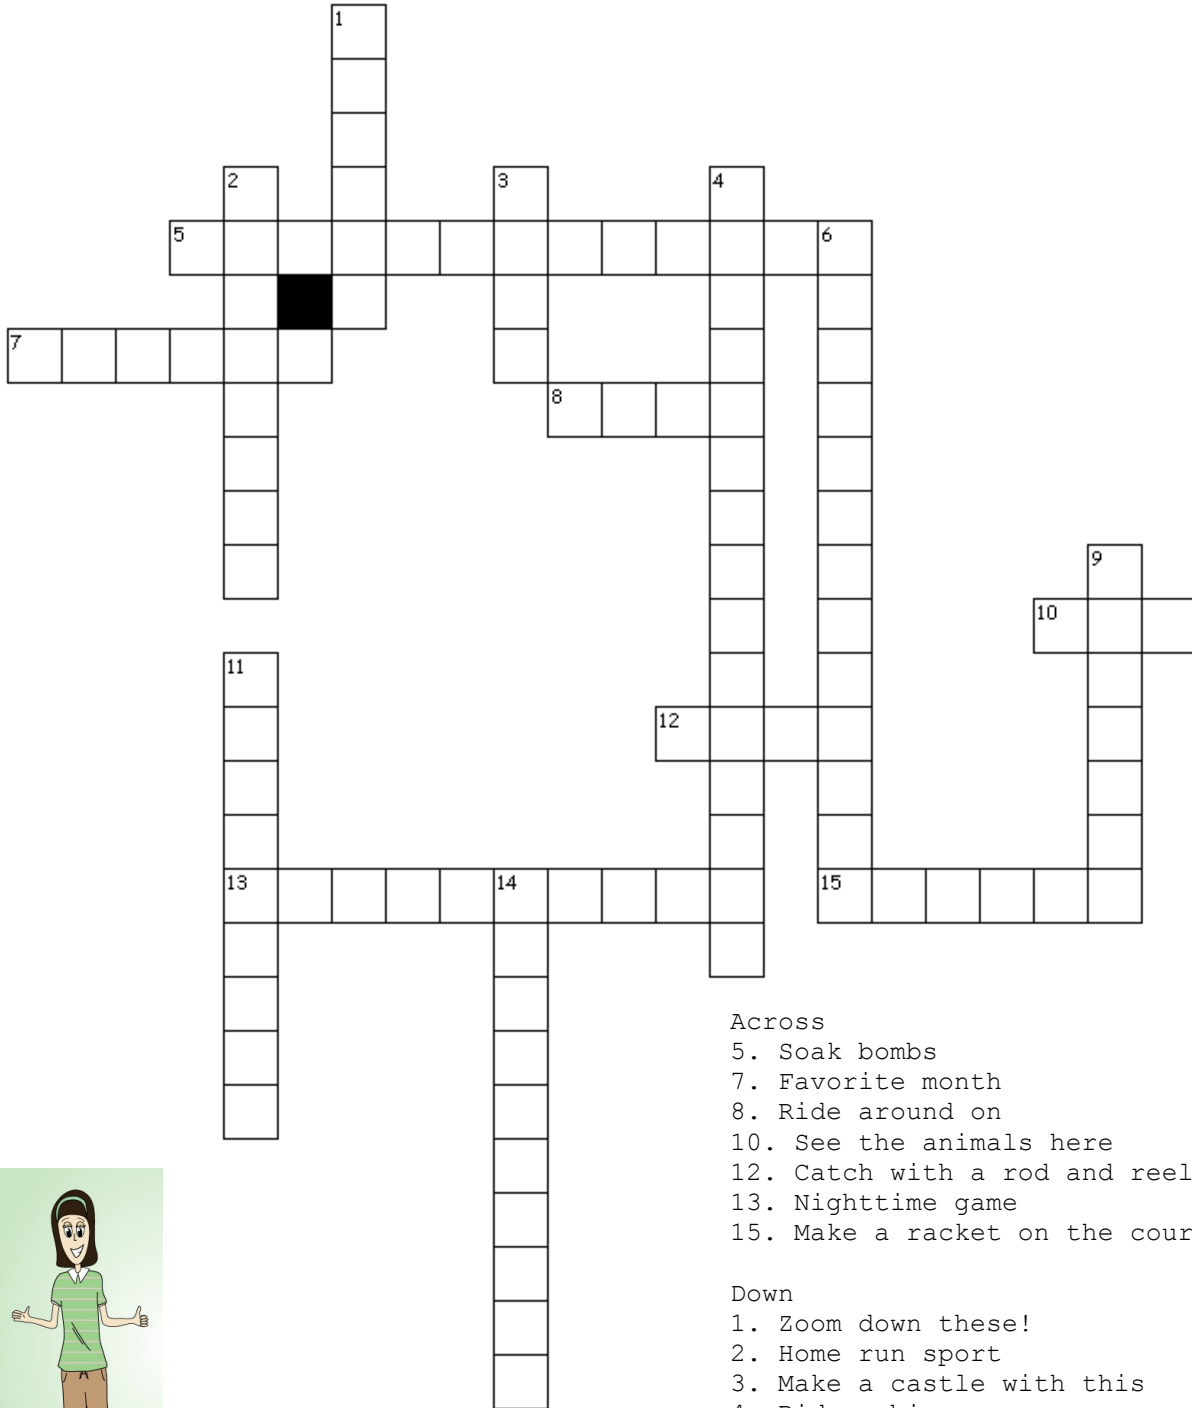 1
2
3
4
5
6
7
8
9
10
11
12
13
14
15
Across
5. Soak bombs
7. Favorite month
8. Ride around on
10. See the animals here
12. Catch with a rod and reel
13. Nighttime game
15. Make a racket on the cour
Down
1. Zoom down these!
2. Home run sport
3. Make a castle with this